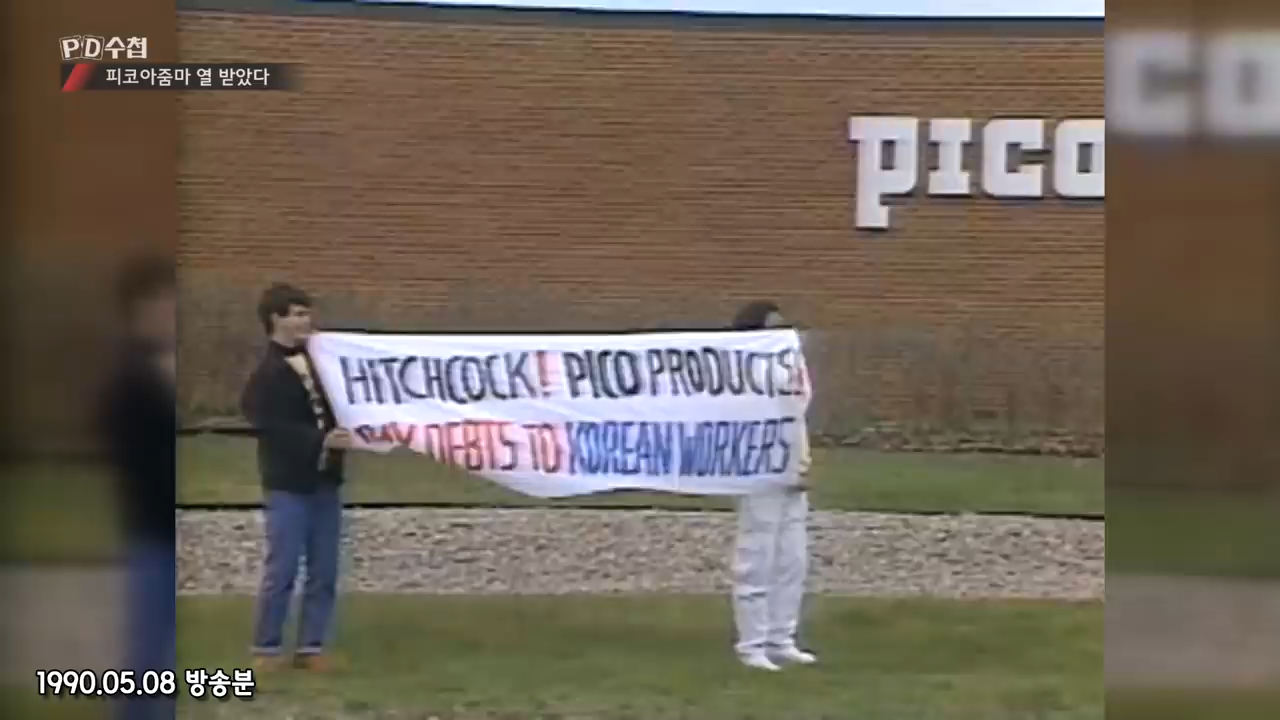 PD수첩
피코아줌마 열 받았다
PICO
HITCHCOCK! PICO PRODUCTS!
PAY DEBTS TO KOREAN WORKERS
1990.05.08 방송분